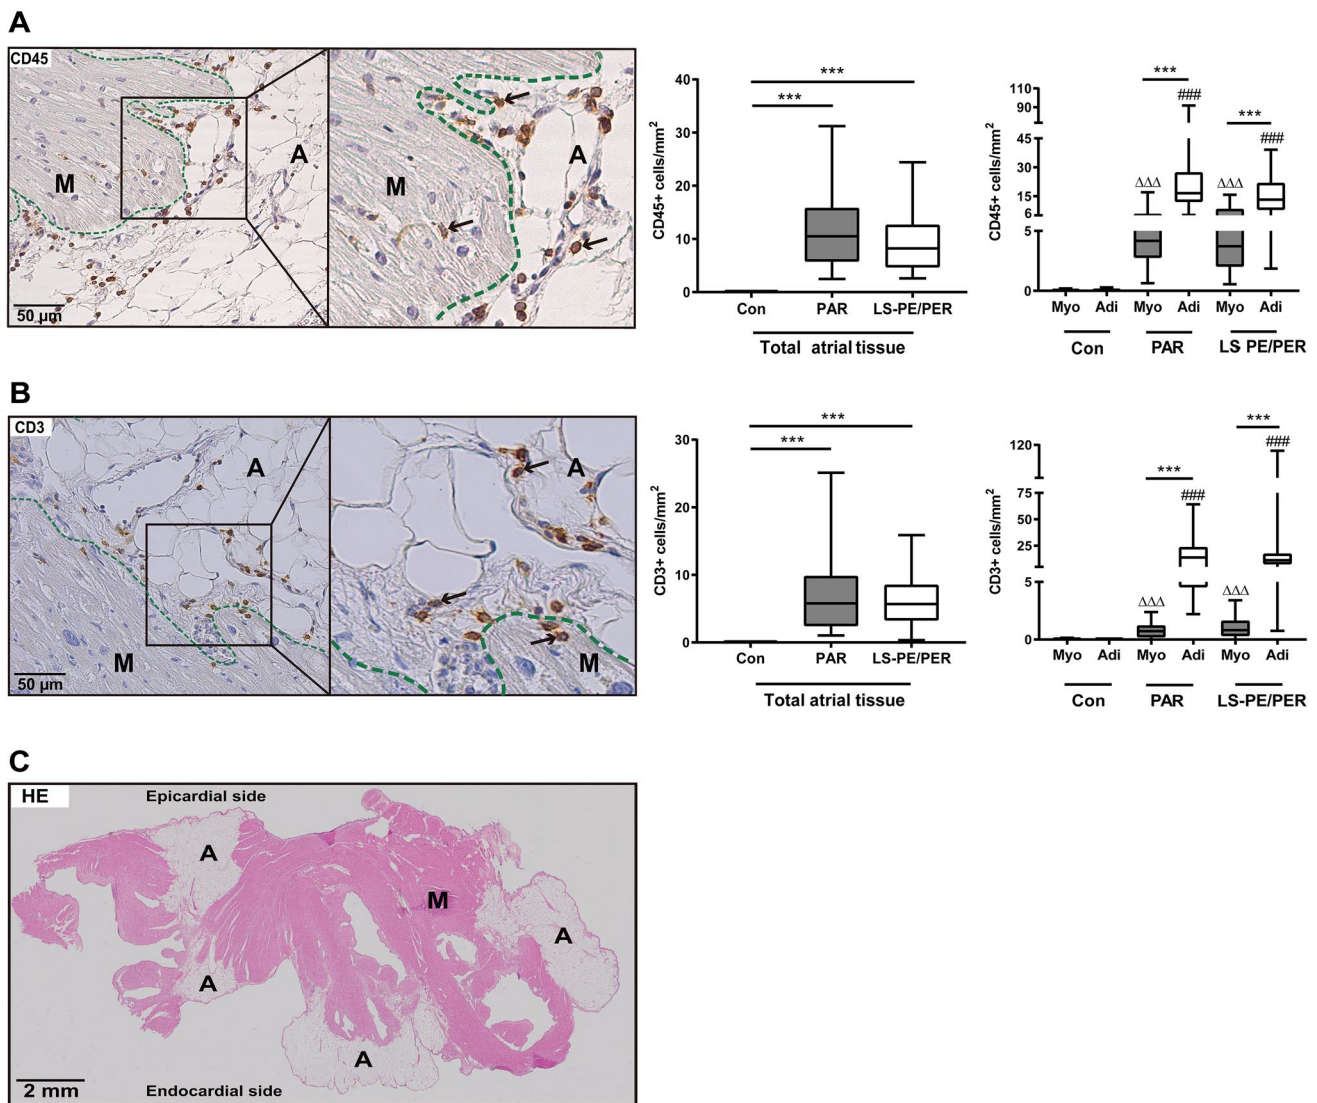 A
CD45
M
A
50 µm
M
A
CD45+ cells/mm²
40
30
20
10
0
***
***
Con
PAR
LS-PE/PER
Total atrial tissue
CD45+ cells/mm²
110
90
45
30
15
6
5
0
***
###
ΔΔΔ
***
###
ΔΔΔ
Myo
Adi
Myo
Adi
Myo
Adi
Con
PAR
LS PE/PER
B
CD3
A
M
50 µm
A
M
CD3+ cells/mm²
30
20
10
0
***
***
Con
PAR
LS-PE/PER
Total atrial tissue
CD3+ cells/mm²
120
75
50
25
5
0
***
###
ΔΔΔ
***
###
ΔΔΔ
Myo
Adi
Myo
Adi
Myo
Adi
Con
PAR
LS-PE/PER
C
HE
Epicardial side
A
M
A
A
A
2 mm
Endocardial side